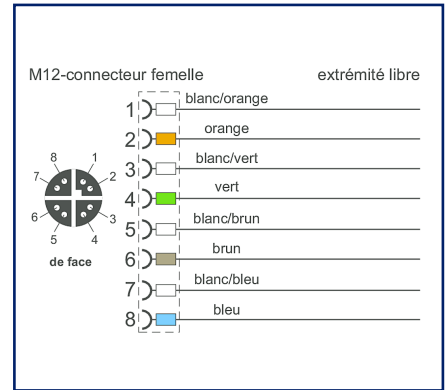 M12-connecteur femelle extrémité libre
1 blanc/orange
2 orange
3 blanc/vert
4 vert
5 blanc/brun
6 brun
7 blanc/bleu
8 bleu
8 1
7 2
6 3
5 4
de face